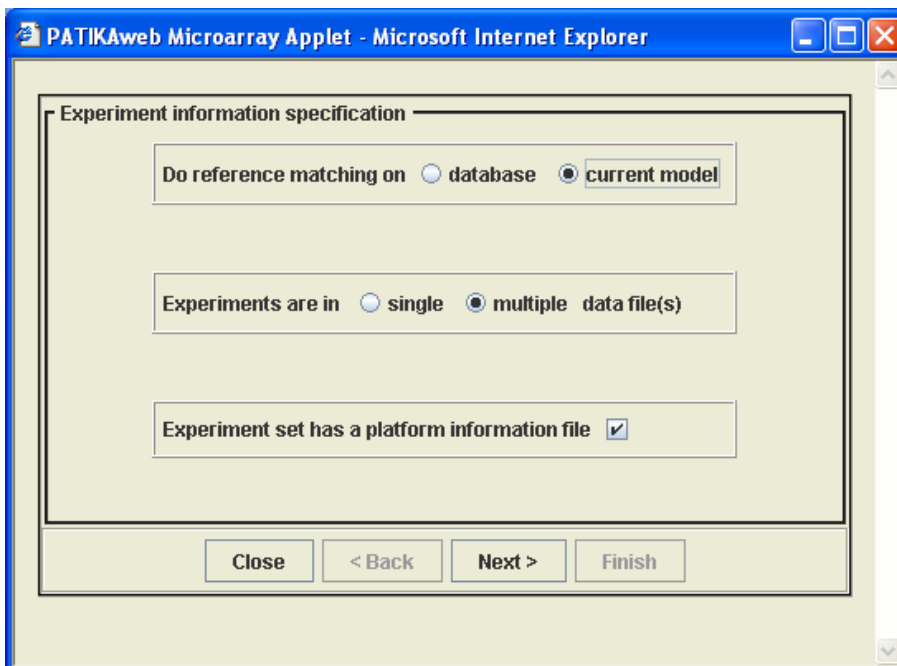 PATIKAweb Microarray Applet - Microsoft Internet Explorer
Experiment information specification
Do reference matching on database current model
Experiments are in single multiple data file(s)
Experiment set has a platform information file
Close < Back Next > Finish